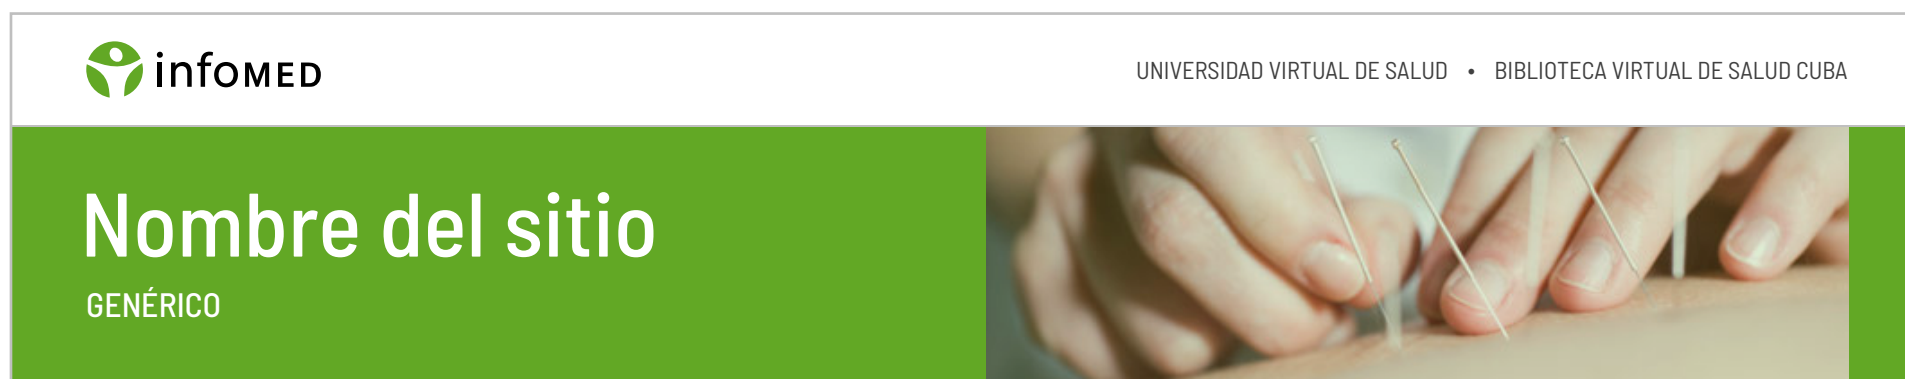 infOMED
UNIVERSIDAD VIRTUAL DE SALUD • BIBLIOTECA VIRTUAL DE SALUD CUBA
Nombre del sitio
GENÉRICO